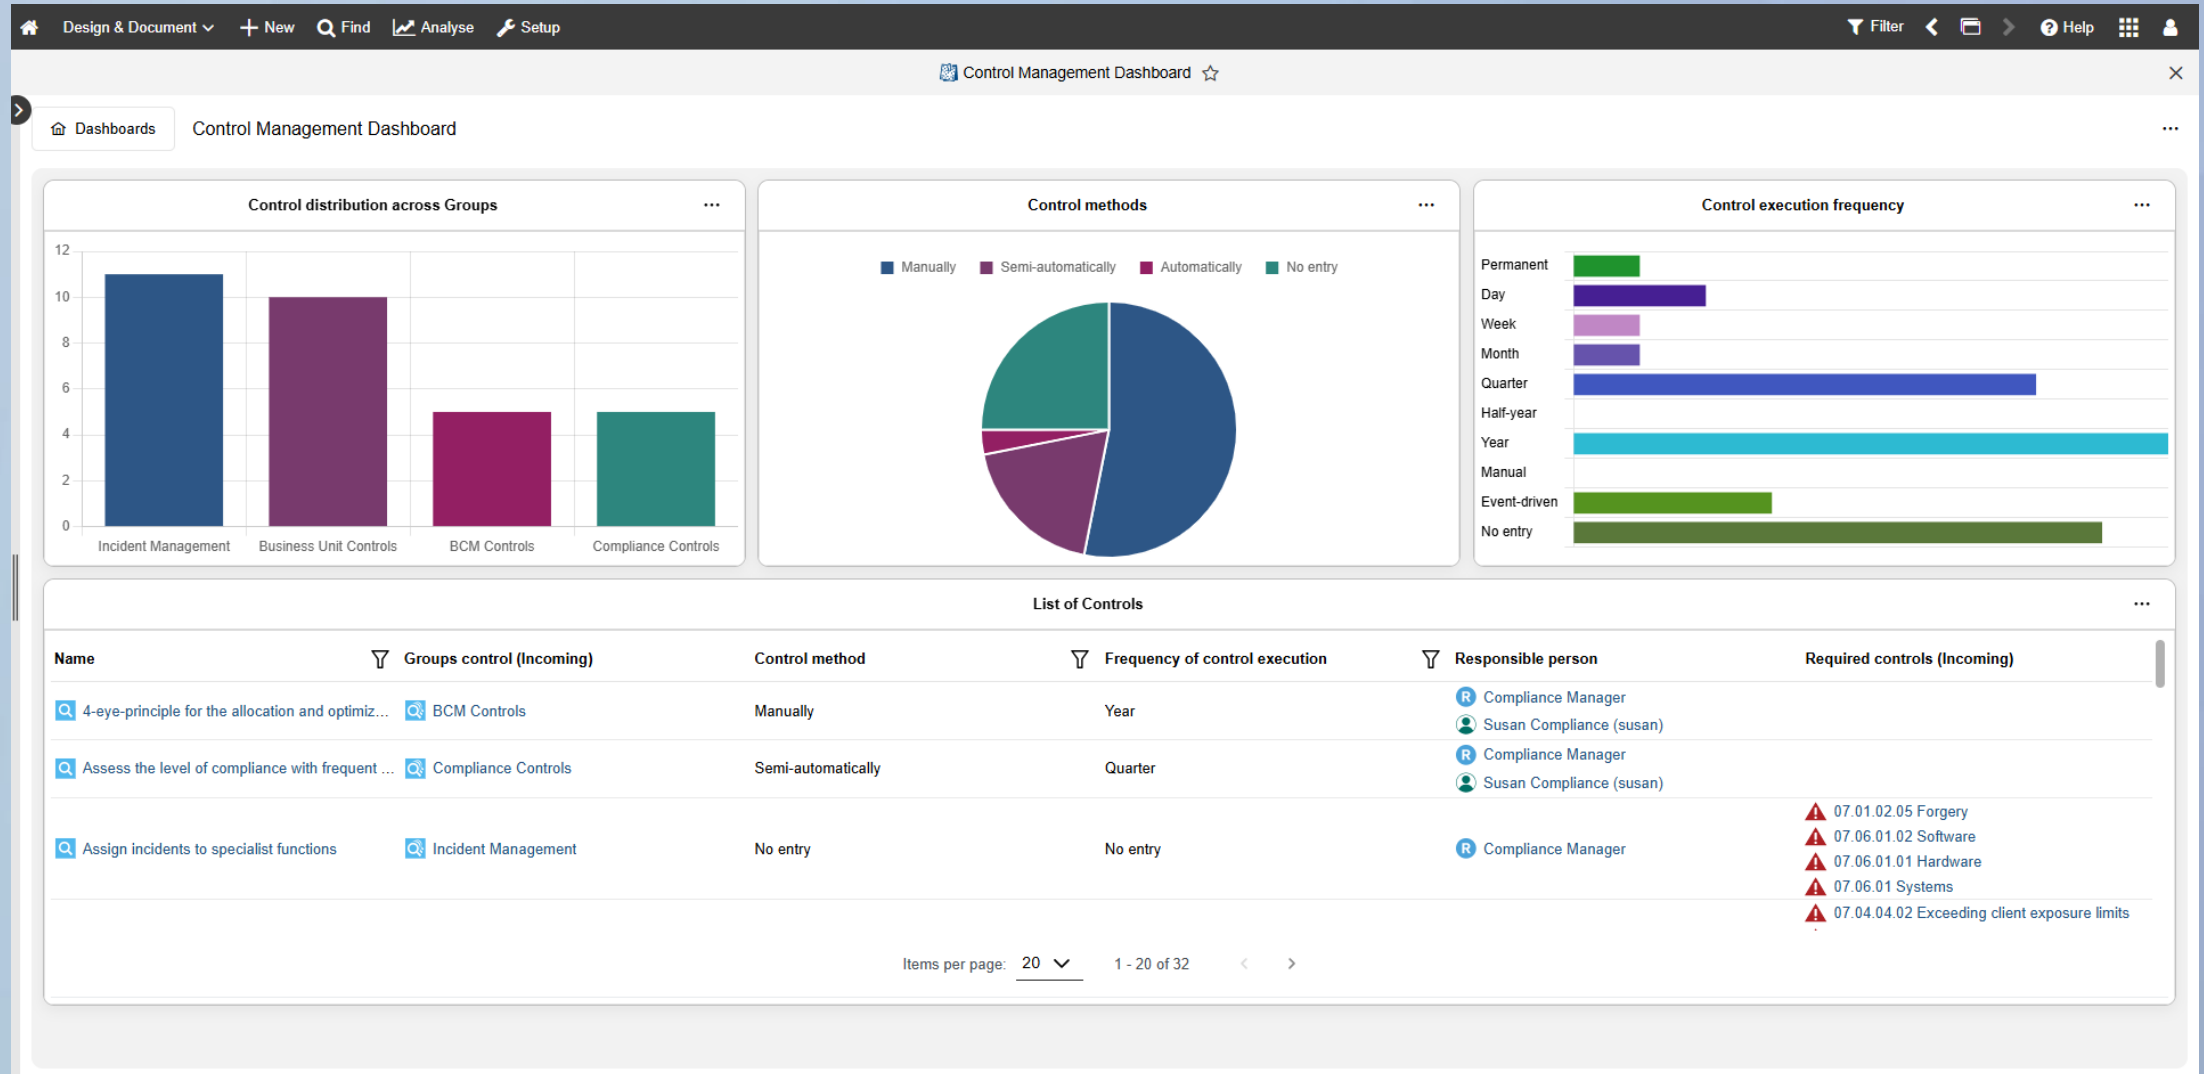 Design & Document New Find Analyse Setup Filter Help
Control Management Dashboard
Dashboards Control Management Dashboard
Control distribution across Groups
12
10
8
6
4
2
0
Incident Management Business Unit Controls BCM Controls Compliance Controls
Control methods
Manually Semi-automatically Automatically No entry
Control execution frequency
Permanent
Day
Week
Month
Quarter
Half-year
Year
Manual
Event-driven
No entry
List of Controls
Name Groups control (Incoming) Control method Frequency of control execution Responsible person Required controls (Incoming)
4-eye-principle for the allocation and optimiz... BCM Controls Manually Year R Compliance Manager
Susan Compliance (susan)
Assess the level of compliance with frequent ... Compliance Controls Semi-automatically Quarter R Compliance Manager
Susan Compliance (susan)
Assign incidents to specialist functions Incident Management No entry No entry R Compliance Manager
07.01.02.05 Forgery
07.06.01.02 Software
07.06.01.01 Hardware
07.06.01 Systems
07.04.04.02 Exceeding client exposure limits
Items per page: 20 1 - 20 of 32